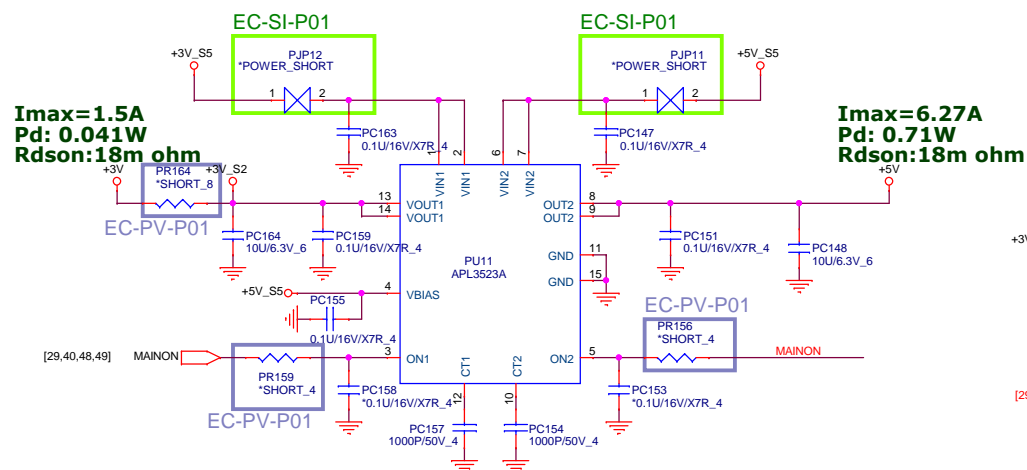 EC-SI-P01
EC-SI-P01
+3V_S5
PJP12
*POWER_SHORT
1
2
PJP11
*POWER_SHORT
1
2
+5V_S5
Imax=1.5A
Pd: 0.041W
Rdson:18m ohm
Imax=6.27A
Pd: 0.71W
Rdson:18m ohm
PC163
0.1U/16V/X7R_4
PC147
0.1U/16V/X7R_4
1
2
6
7
VIN1
VIN1
VIN2
VIN2
+3V
PR164
*SHORT_8
+3V_S2
EC-PV-P01
13
14
VOUT1
VOUT1
8
9
OUT2
OUT2
+5V
PC164
10U/6.3V_6
PC159
0.1U/16V/X7R_4
PC151
0.1U/16V/X7R_4
PC148
10U/6.3V_6
11
GND
15
GND
PU11
APL3523A
+3V
+5V_S5
4
VBIAS
PC155
0.1U/16V/X7R_4
EC-PV-P01
PR156
*SHORT_4
[29,40,48,49]
MAINON
PR159
*SHORT_4
3
ON1
5
ON2
MAINON
CT1
CT2
12
10
EC-PV-P01
PC158
*0.1U/16V/X7R_4
PC153
*0.1U/16V/X7R_4
PC157
1000P/50V_4
PC154
1000P/50V_4
[29